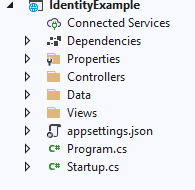 IdentityExample
Connected Services
Dependencies
Properties
Controllers
Data
Views
appsettings.json
C# Program.cs
C# Startup.cs